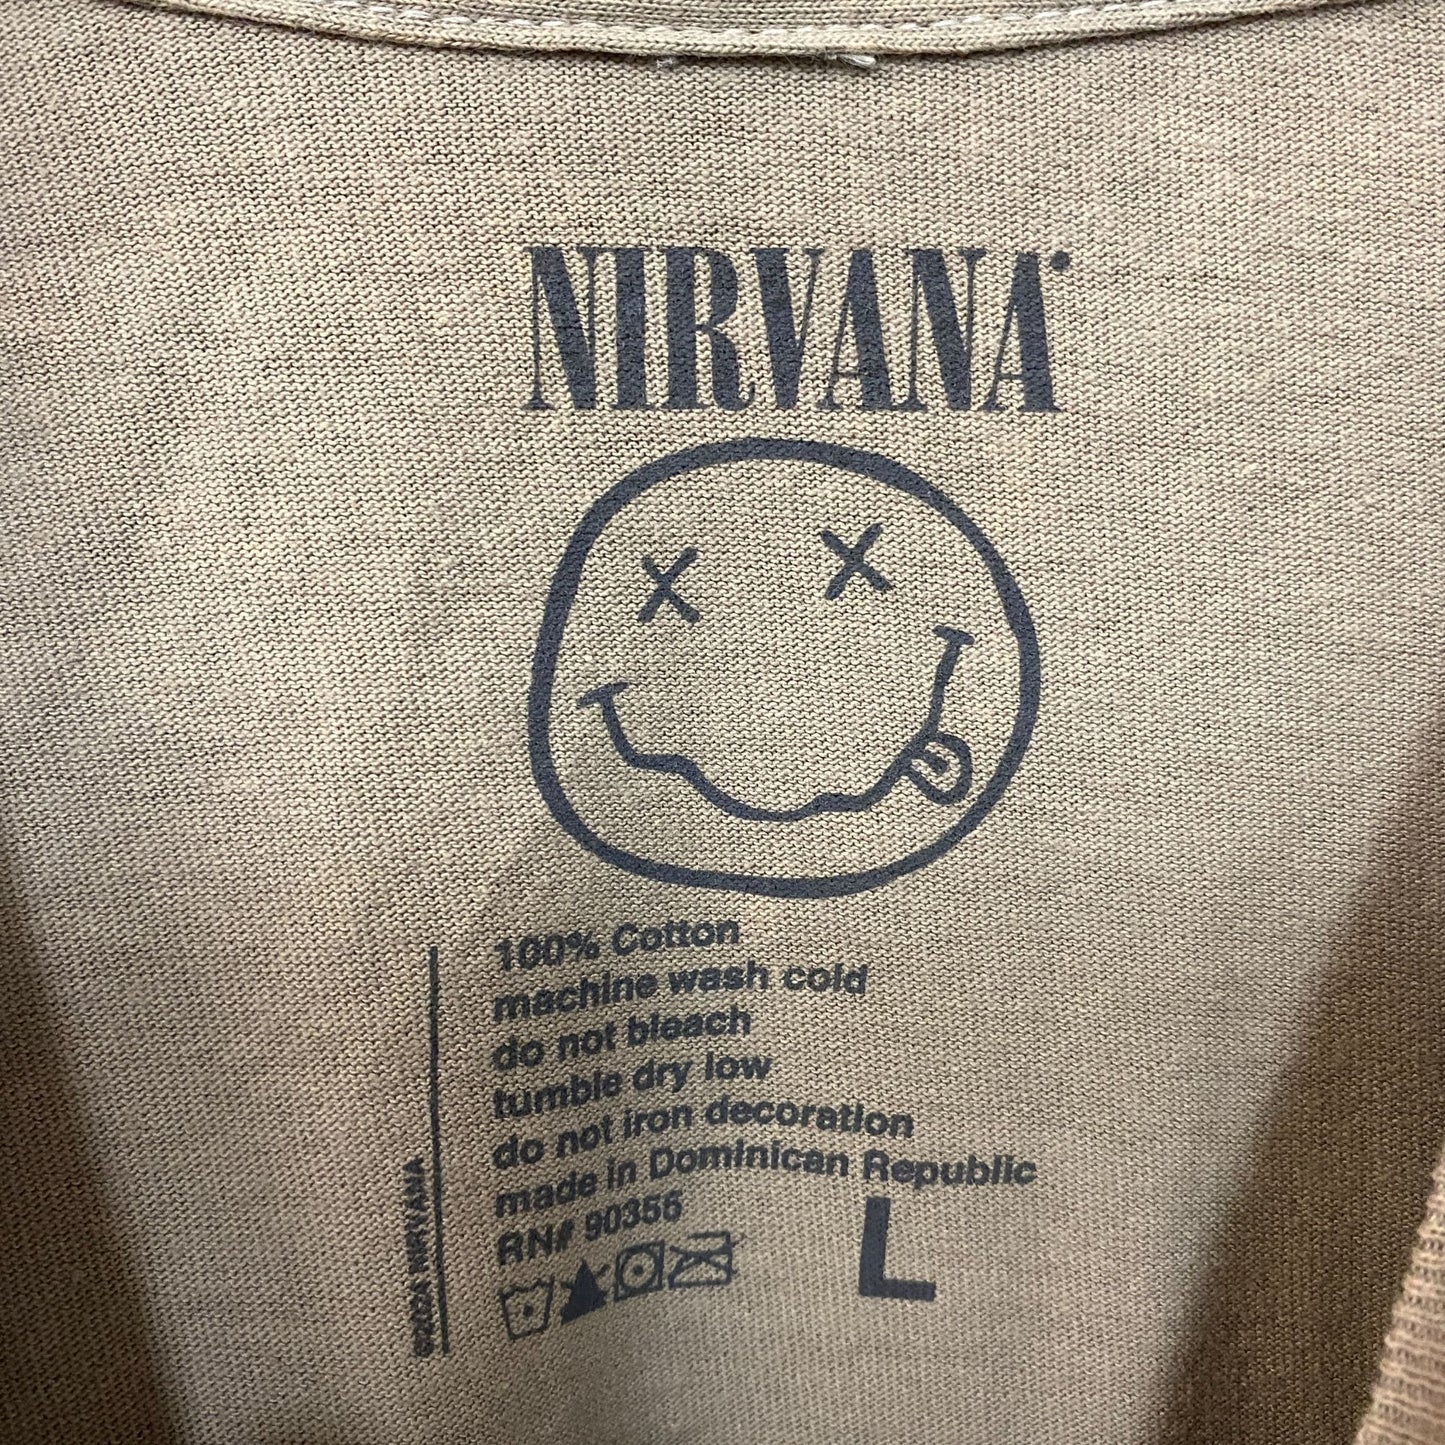 NIRVANA
100% Cotton
machine wash cold
do not bleach
tumble dry low
do not iron decoration
made in Dominican Republic
RN# 90356
L
©2024 NIRVANA